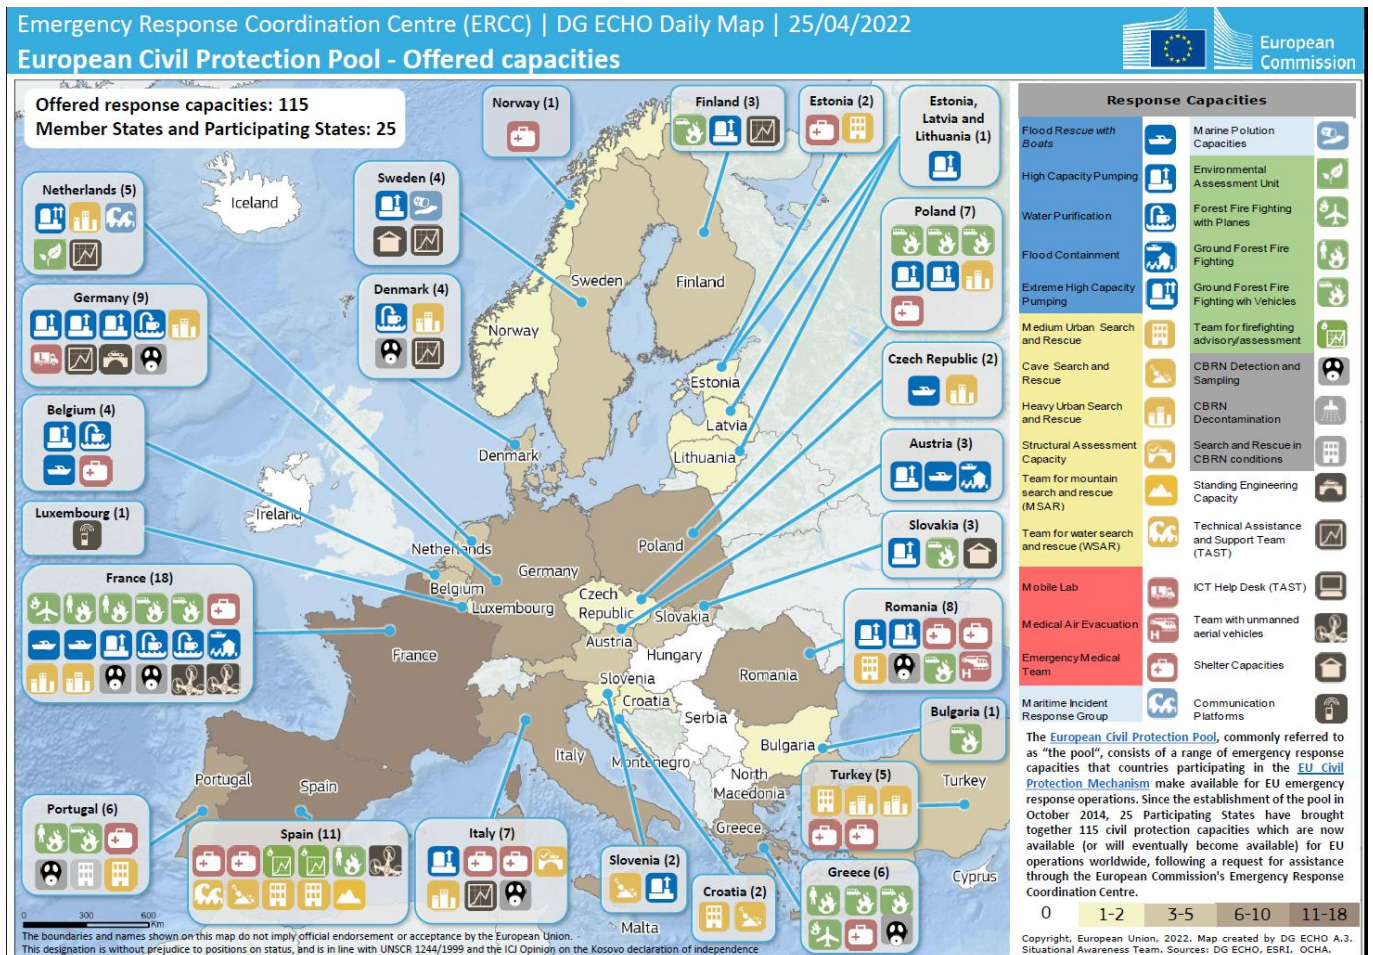 Emergency Response Coordination Centre (ERCC) | DG ECHO Daily Map | 25/04/2022
European Civil Protection Pool - Offered capacities
European
Commission
Offered response capacities: 115
Member States and Participating States: 25
Norway (1)
Finland (3)
Estonia (2)
Estonia,
Latvia and
Lithuania (1)
Netherlands (5)
Sweden (4)
Poland (7)
Germany (9)
Denmark (4)
Czech Republic (2)
Belgium (4)
Austria (3)
Luxembourg (1)
Slovakia (3)
France (18)
Romania (8)
Bulgaria (1)
Turkey (5)
Portugal (6)
Spain (11)
Italy (7)
Slovenia (2)
Croatia (2)
Greece (6)
Iceland
Sweden
Finland
Norway
Estonia
Latvia
Lithuania
Denmark
Ireland
Netherlands
Poland
Germany
Belgium
Luxembourg
Czech
Republic
Slovakia
Austria
France
Hungary
Romania
Slovenia
Croatia
Serbia
Italy
Montenegro
Bulgaria
North
Macedonia
Turkey
Portugal
Spain
Greece
Cyprus
Malta
Response Capacities
Flood Rescue with
Boats
High Capacity Pumping
Water Purification
Flood Containment
Extreme High Capacity
Pumping
Medium Urban Search
and Rescue
Cave Search and
Rescue
Heavy Urban Search
and Rescue
Structural Assessment
Capacity
Team for mountain
search and rescue
(MSAR)
Team for water search
and rescue (WSAR)
Mobile Lab
Medical Air Evacuation
H
Emergency Medical
Team
Maritime Incident
Response Group
Marine Polution
Capacities
Environmental
Assessment Unit
Forest Fire Fighting
with Planes
Ground Forest Fire
Fighting
Ground Forest Fire
Fighting wih Vehicles
Team for firefighting
advisory/assessment
CBRN Detection and
Sampling
CBRN
Decontamination
Search and Rescue in
CBRN conditions
Standing Engineering
Capacity
Technical Assistance
and Support Team
(TAST)
ICT Help Desk (TAST)
Team with unmanned
aerial vehicles
Shelter Capacities
Communication
Platforms
The European Civil Protection Pool, commonly referred to
as "the pool", consists of a range of emergency response
capacities that countries participating in the EU Civil
Protection Mechanism make available for EU emergency
response operations. Since the establishment of the pool in
October 2014, 25 Participating States have brought
together 115 civil protection capacities which are now
available (or will eventually become available) for EU
operations worldwide, following a request for assistance
through the European Commission's Emergency Response
Coordination Centre.
0 1-2 3-5 6-10 11-18
Copyright, European Union, 2022. Map created by DG ECHO A.3.
Situational Awareness Team. Sources: DG ECHO, ESRI, OCHA.
0 300 600
Km
The boundaries and names shown on this map do not imply official endorsement or acceptance by the European Union.
This designation is without prejudice to positions on status, and is in line with UNSCR 1244/1999 and the ICJ Opinion on the Kosovo declaration of independence